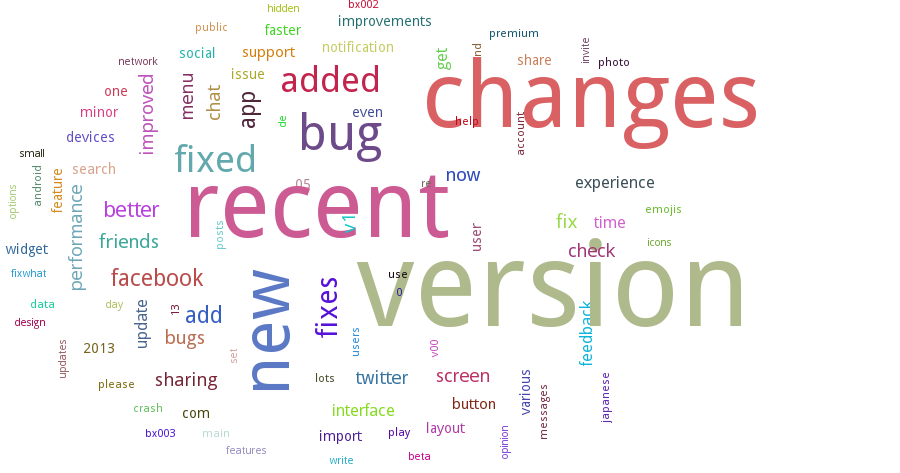 hidden
bx002
public
faster
improvements
premium
network
social
support
notification
get
and
share
invite
photo
one
improved
menu
chat
issue
app
added
changes
minor
de
even
help
account
devices
bug
small
search
fixed
android
feature
options
performance
05
recent
re
now
experience
better
v1
user
fix
time
emojis
friends
posts
check
icons
widget
fixwhat
facebook
new
fixes
use
0
version
data
day
update
13
add
feedback
design
bugs
users
v00
updates
2013
set
please
sharing
lots
twitter
screen
various
messages
japanese
crash
com
interface
button
bx003
main
import
play
layout
opinion
features
write
beta